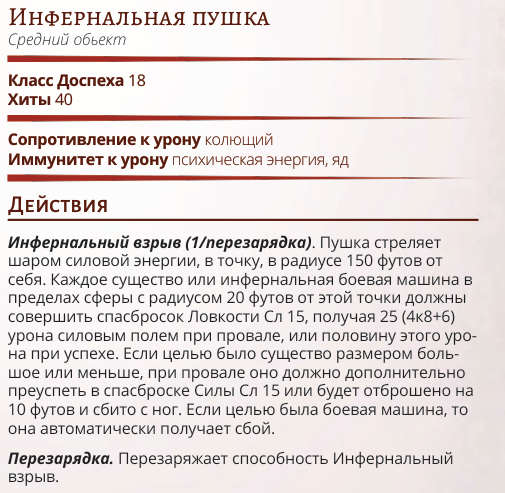 Инфернальная пушка
Средний обьект
Класс Доспеха 18
Хиты 40
Сопротивление к урону колющий
Иммунитет к урону психическая энергия, яд
Действия
Инфернальный взрыв (1/перезарядка). Пушка стреляет
шаром силовой энергии, в точку, в радиусе 150 футов от
себя. Каждое существо или инфернальная боевая машина в
пределах сферы с радиусом 20 футов от этой точки должны
совершить спасбросок Ловкости Сл 15, получая 25 (4к8+6)
урона силовым полем при провале, или половину этого уро-
на при успехе. Если целью было существо размером боль-
шое или меньше, при провале оно должно дополнительно
преуспеть в спасброске Силы Сл 15 или будет отброшено на
10 футов и сбито с ног. Если целью была боевая машина, то
она автоматически получает сбой.
Перезарядка. Перезаряжает способность Инфернальный
взрыв.